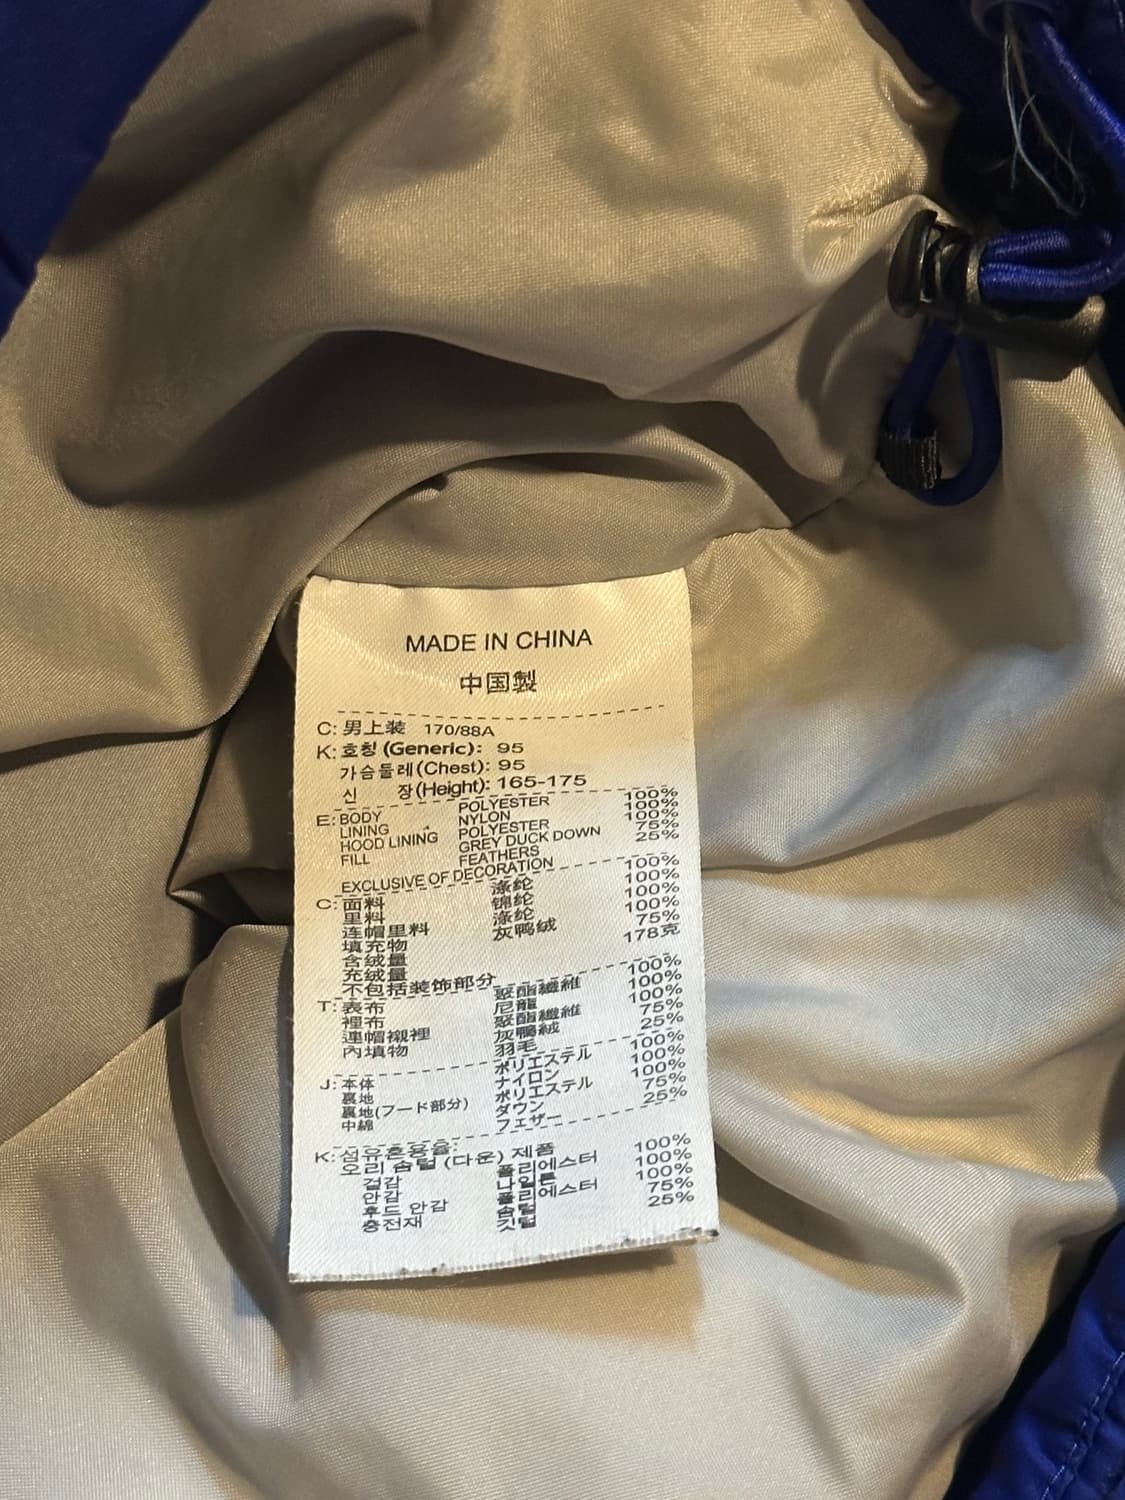 MADE IN CHINA
中国製
C: 男上装 170/88A
K: 호칭 (Generic): 95
가슴둘레(Chest): 95
신 장(Height): 165-175
E: BODY POLYESTER 100%
LINING NYLON 100%
HOOD LINING POLYESTER 100%
FILL GREY DUCK DOWN 75%
FEATHERS 25%
EXCLUSIVE OF DECORATION
C: 面料 涤纶 100%
里料 锦纶 100%
连帽里料 涤纶 100%
填充物 灰鸭绒 100%
含绒量 75%
充绒量 178克
不包括装饰部分
T: 表布 聚酯纖維 100%
裡布 尼龍 100%
連帽襯裡 聚酯纖維 100%
內填物 灰鴨絨 75%
羽毛 25%
J: 本体 ポリエステル 100%
裏地 ナイロン 100%
裏地(フード部分) ポリエステル 100%
中綿 ダウン 75%
フェザー 25%
K: 섬유혼용율:
오리 솜털 (다운) 제품
겉감 폴리에스터 100%
안감 나일론 100%
후드 안감 폴리에스터 100%
충전재 솜털 75%
깃털 25%